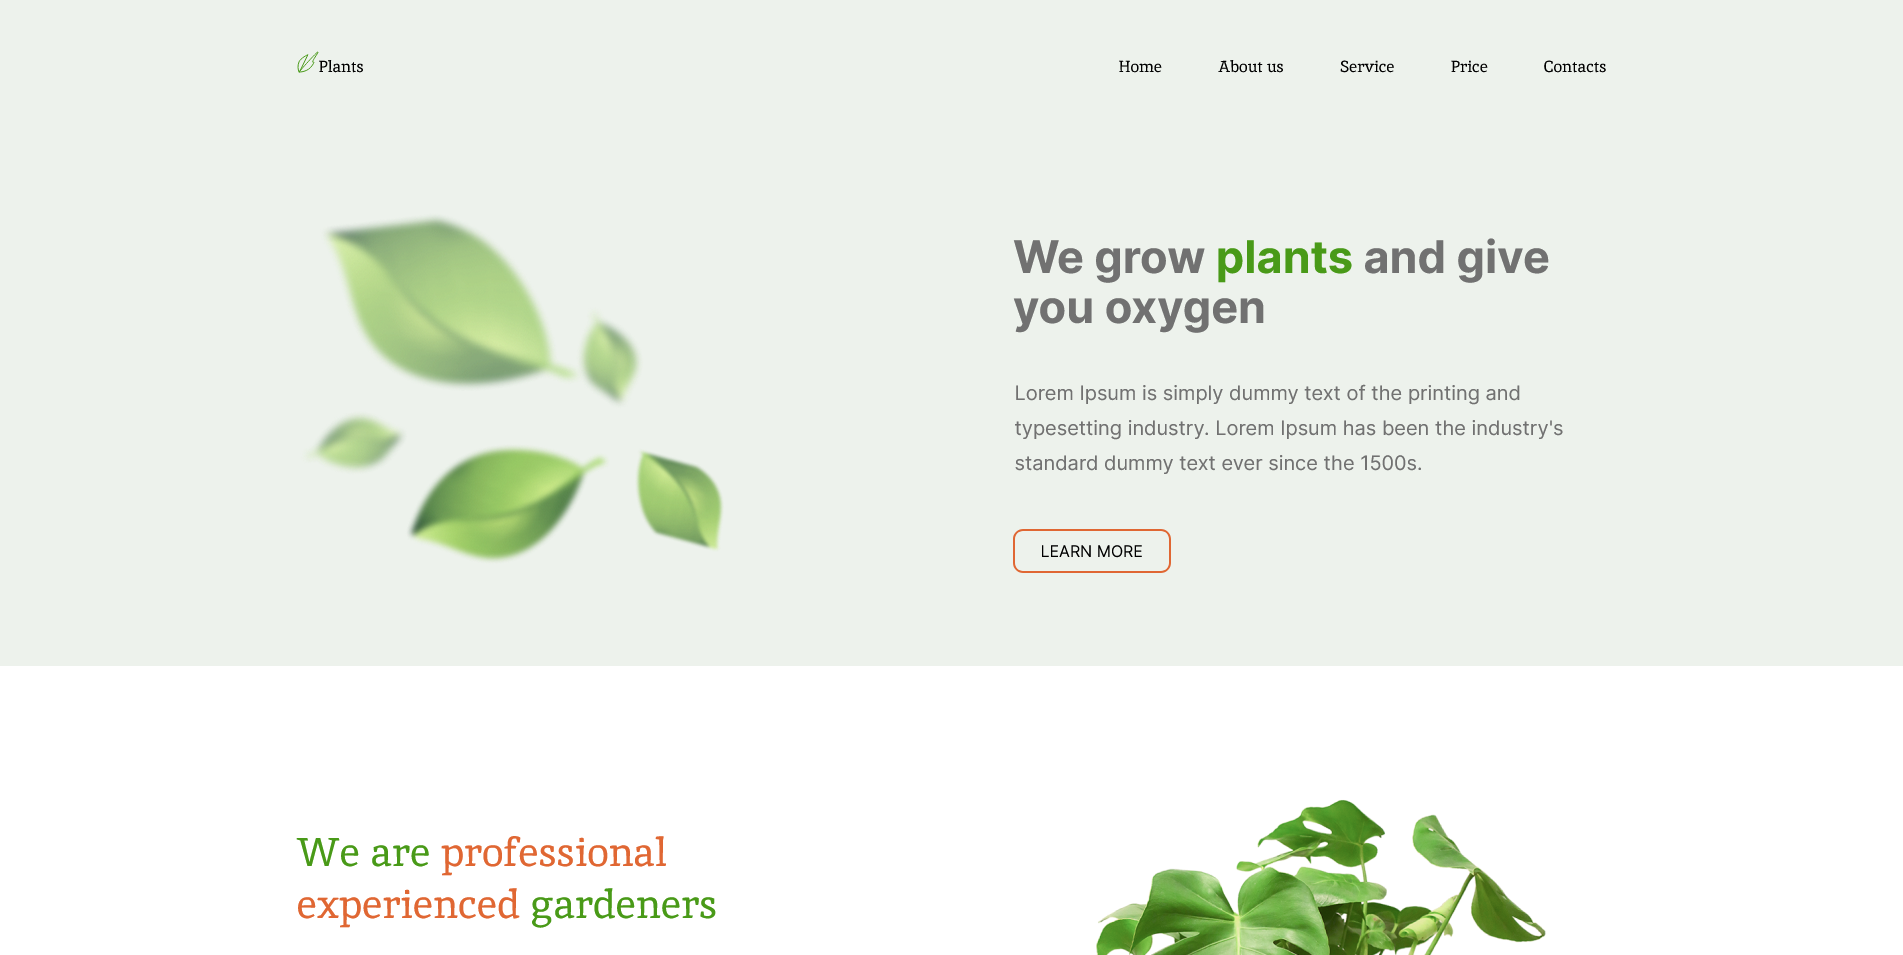 Plants
Home
About us
Service
Price
Contacts
We grow plants and give
you oxygen
Lorem Ipsum is simply dummy text of the printing and
typesetting industry. Lorem Ipsum has been the industry's
standard dummy text ever since the 1500s.
LEARN MORE
We are professional
experienced gardeners